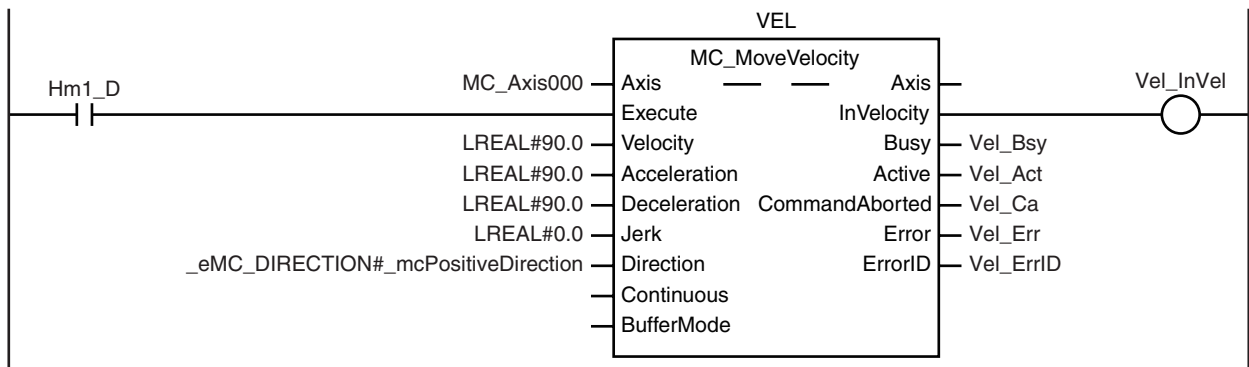 VEL
MC_MoveVelocity
Hm1_D
MC_Axis000 Axis Axis Vel_InVel
Execute InVelocity
LREAL#90.0 Velocity Busy Vel_Bsy
LREAL#90.0 Acceleration Active Vel_Act
LREAL#90.0 Deceleration CommandAborted Vel_Ca
LREAL#0.0 Jerk Error Vel_Err
_eMC_DIRECTION#_mcPositiveDirection Direction ErrorID Vel_ErrID
Continuous
BufferMode